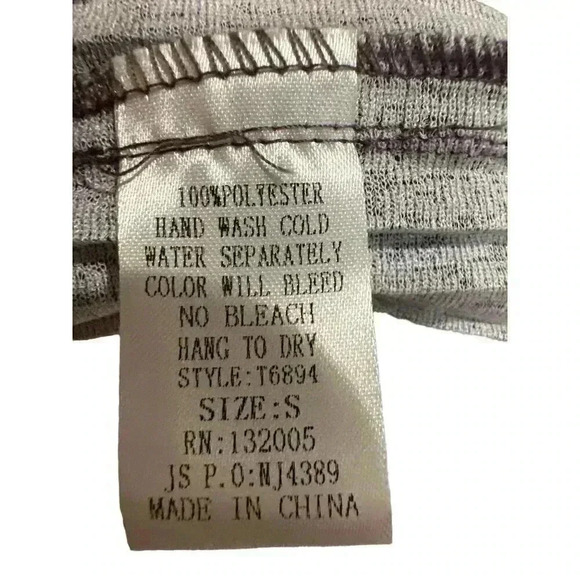 100%POLYESTER
HAND WASH COLD
WATER SEPARATELY
COLOR WILL BLEED
NO BLEACH
HANG TO DRY
STYLE:T6894
SIZE:S
RN:132005
JS P.O:NJ4389
MADE IN CHINA